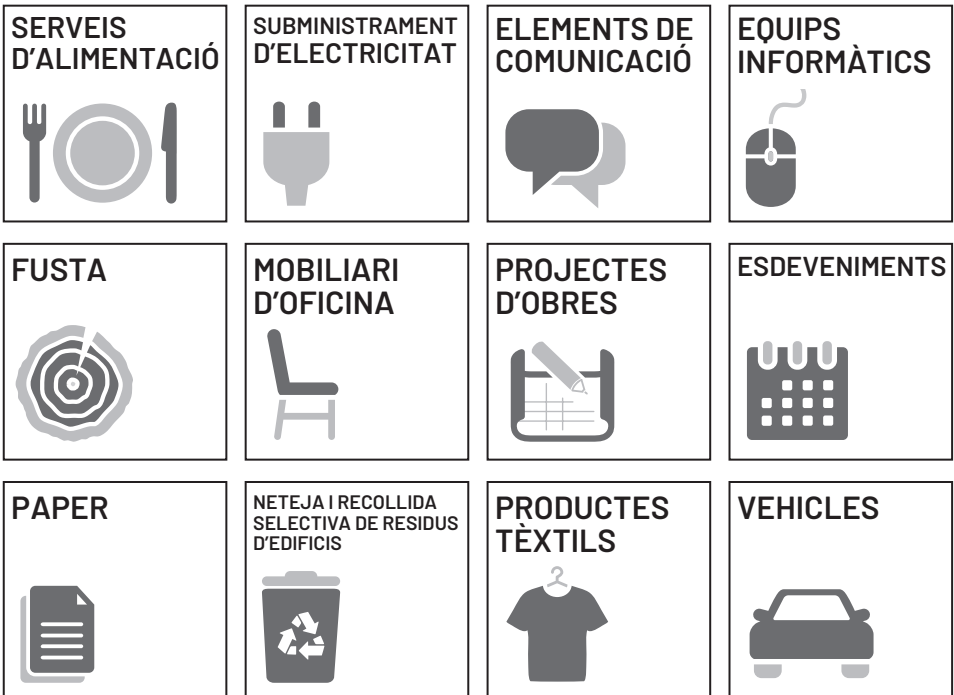 SERVEIS
D'ALIMENTACIÓ
SUBMINISTRAMENT
D'ELECTRICITAT
ELEMENTS DE
COMUNICACIÓ
EQUIPS
INFORMÀTICS
FUSTA
MOBILIARI
D'OFICINA
PROJECTES
D'OBRES
ESDEVENIMENTS
PAPER
NETEJA I RECOLLIDA
SELECTIVA DE RESIDUS
D'EDIFICIS
PRODUCTES
TÈXTILS
VEHICLES